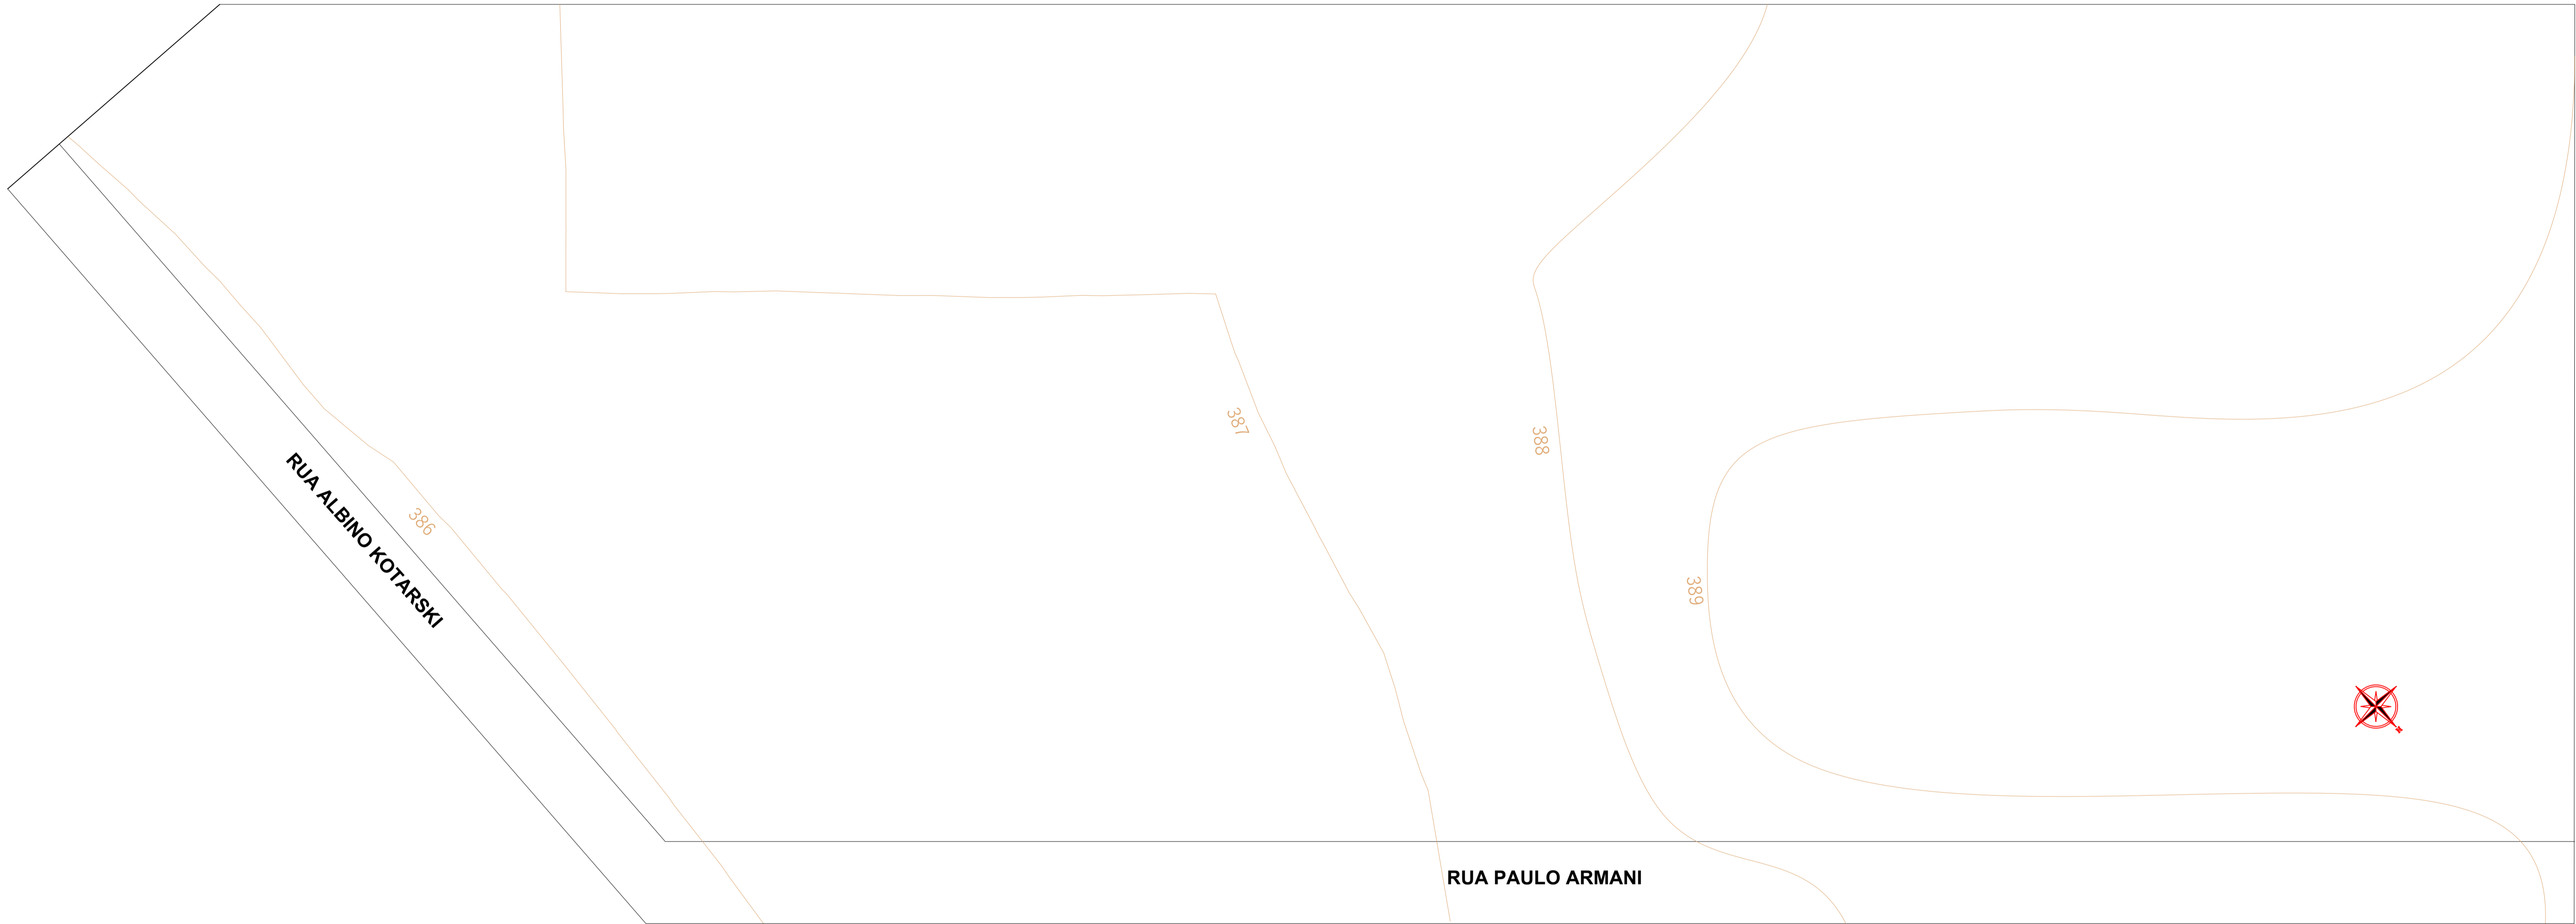 387
388
RUA ALBINO KOTARSKI
386
389
N
RUA PAULO ARMANI